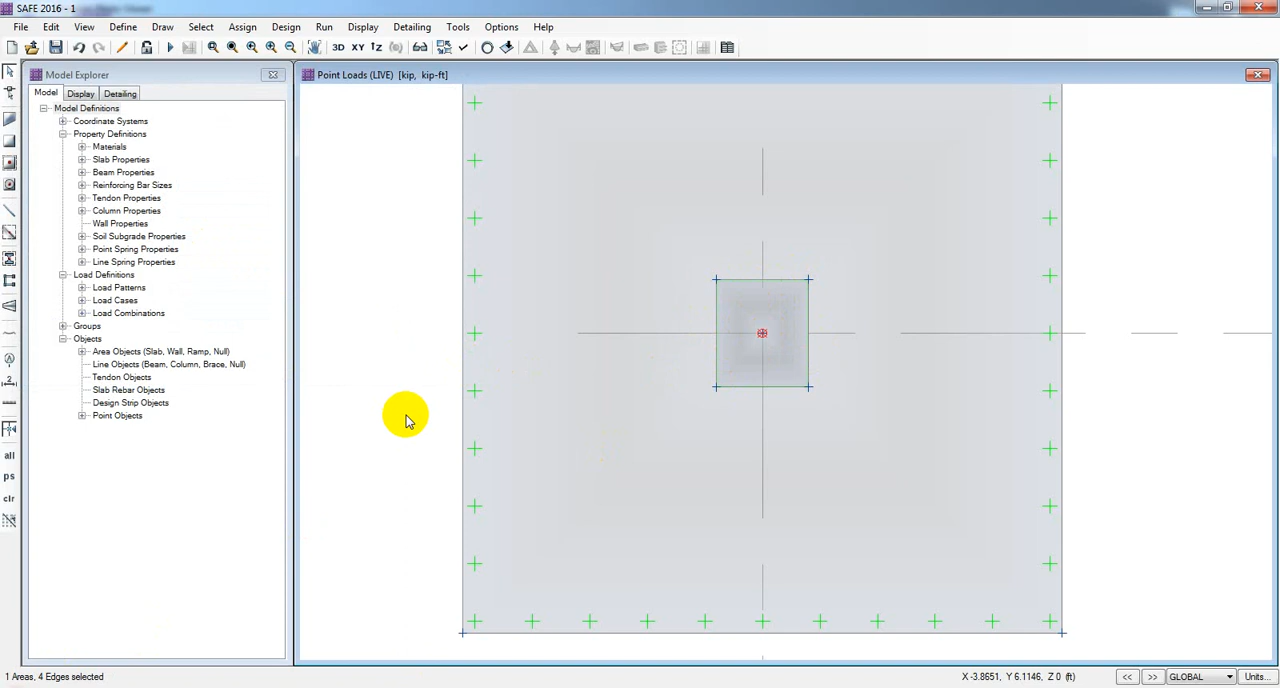 SAFE 2016 - 1
File Edit View Define Draw Select Assign Design Run Display Detailing Tools Options Help
3D XY
Model Explorer
Point Loads (LIVE) [kip, kip-ft]
Model Display Detailing
Model Definitions
Coordinate Systems
Property Definitions
Materials
Slab Properties
Beam Properties
Reinforcing Bar Sizes
Tendon Properties
Column Properties
Wall Properties
Soil Subgrade Properties
Point Spring Properties
Line Spring Properties
Load Definitions
Load Patterns
Load Cases
Load Combinations
Groups
Objects
Area Objects (Slab, Wall, Ramp, Null)
Line Objects (Beam, Column, Brace, Null)
Tendon Objects
Slab Rebar Objects
Design Strip Objects
Point Objects
all
ps
clr
1 Areas, 4 Edges selected
X -3.8651, Y 6.1146, Z 0 (ft)
<< >> GLOBAL Units...